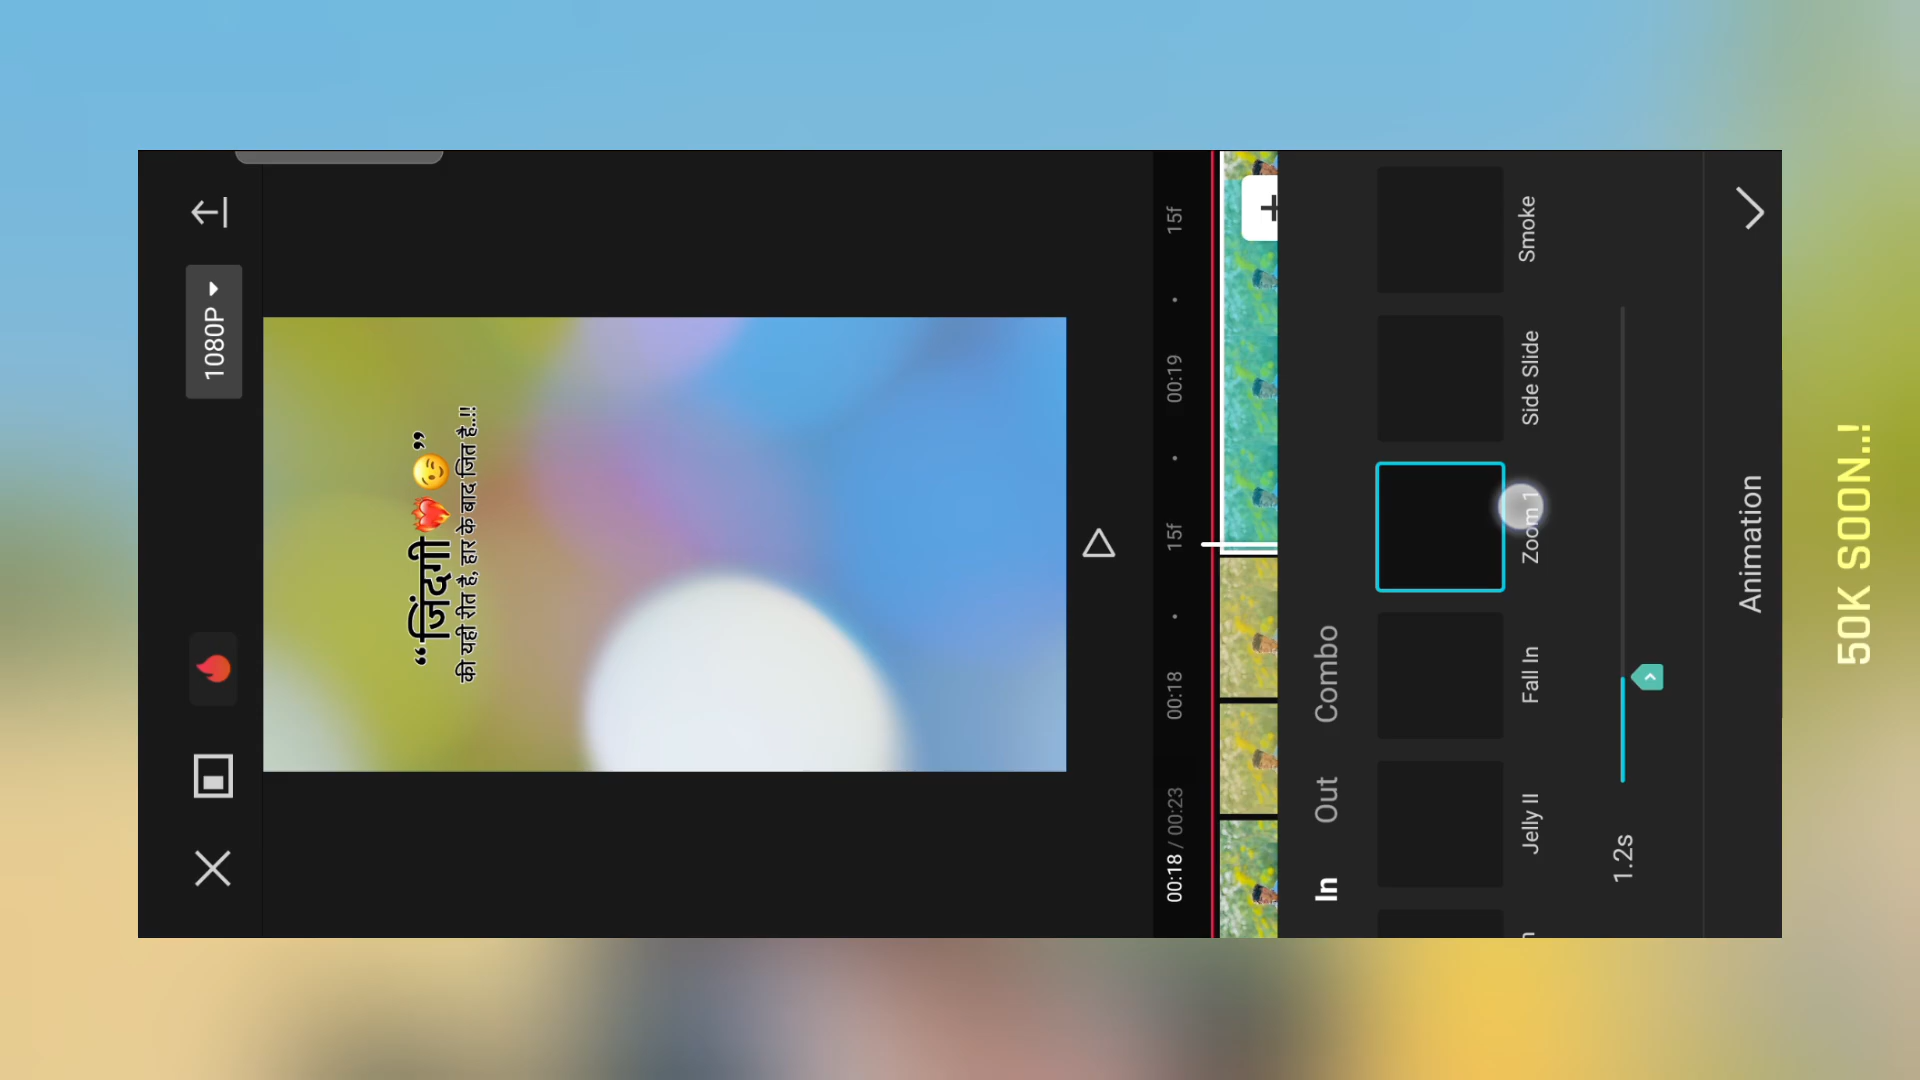 1080P
“जिंदगी ❤️‍🔥😉”
की यही रीत है, हार के बाद जित है..!!
00:18 / 00:23
00:18
15f
00:19
15f
In
Out
Combo
Jelly II
Fall In
Zoom 1
Side Slide
Smoke
1.2s
Animation
50K SOON..!